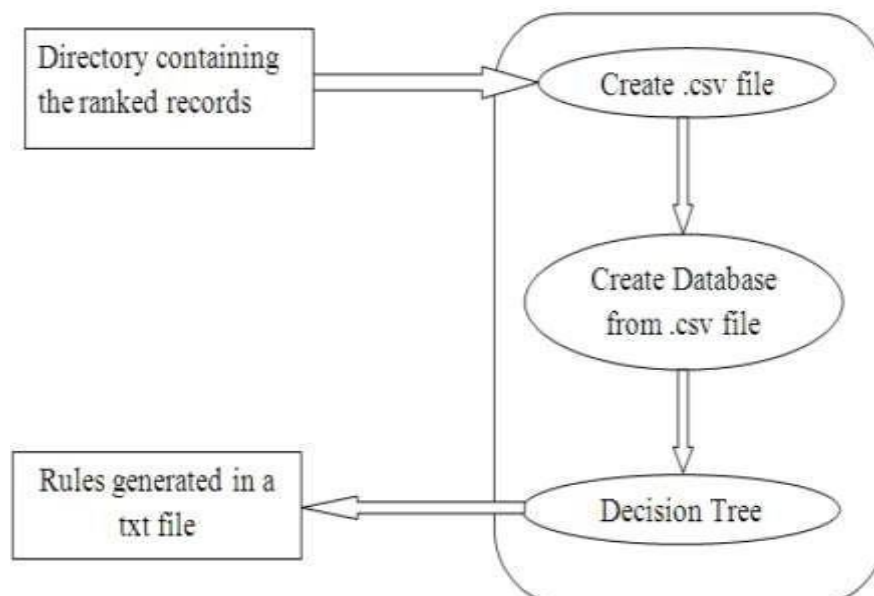 Directory containing
the ranked records
Create .csv file
Create Database
from .csv file
Decision Tree
Rules generated in a
txt file